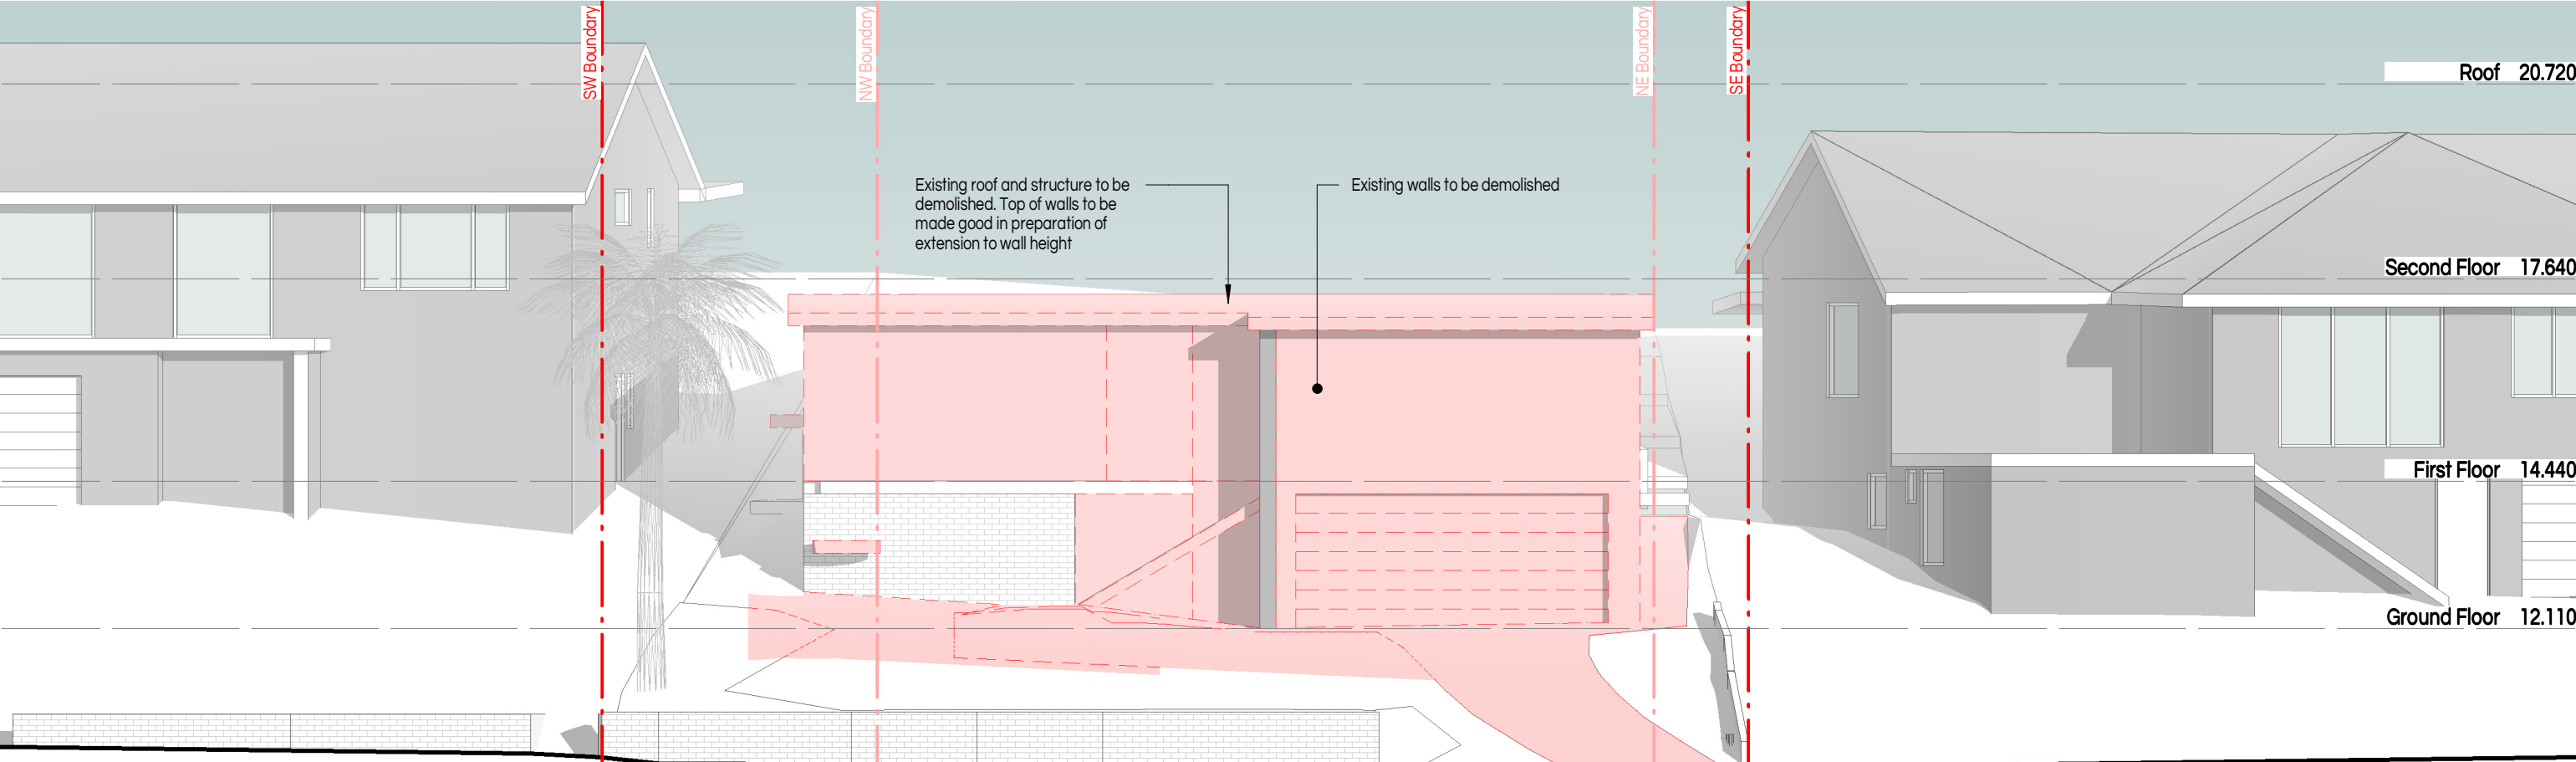 SW Boundary
NW Boundary
NE Boundary
SE Boundary
Roof 20.720
Existing roof and structure to be
demolished. Top of walls to be
made good in preparation of
extension to wall height
Existing walls to be demolished
Second Floor 17.640
First Floor 14.440
Ground Floor 12.110